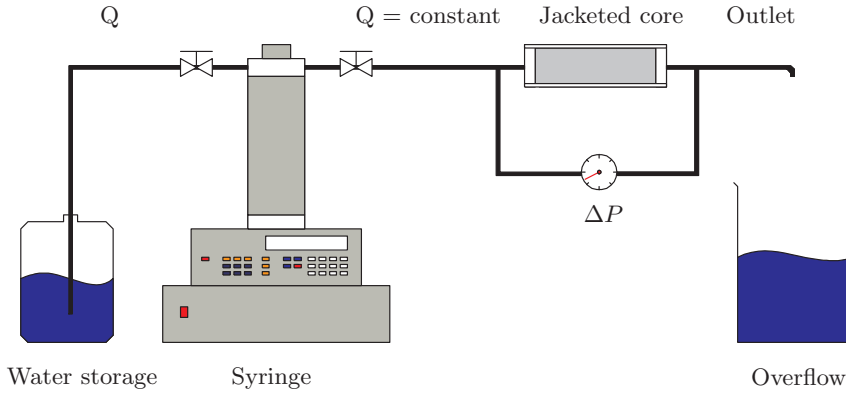 Q
Q = constant
Jacketed core
Outlet
ΔP
Water storage
Syringe
Overflow